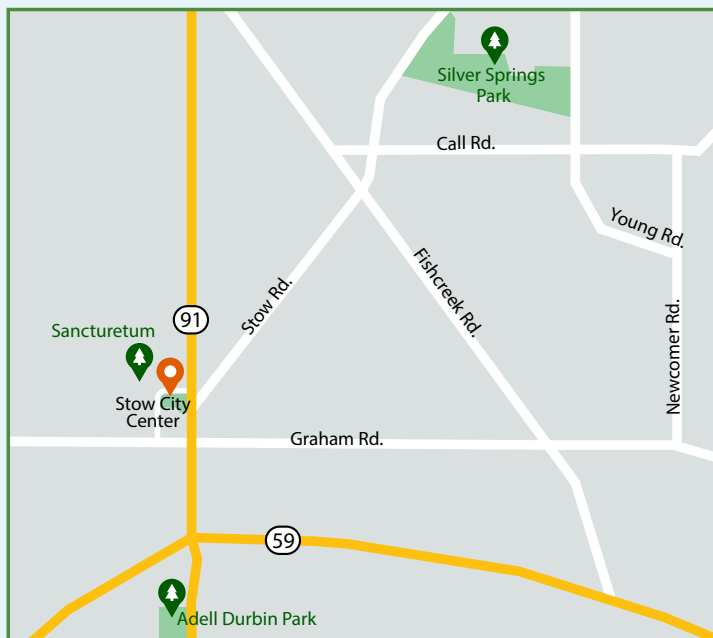 Silver Springs
Park
Call Rd.
Young Rd.
Stow Rd.
Fishcreek Rd.
91
Sancturetum
Newcomer Rd.
Stow City
Center
Graham Rd.
59
Adell Durbin Park